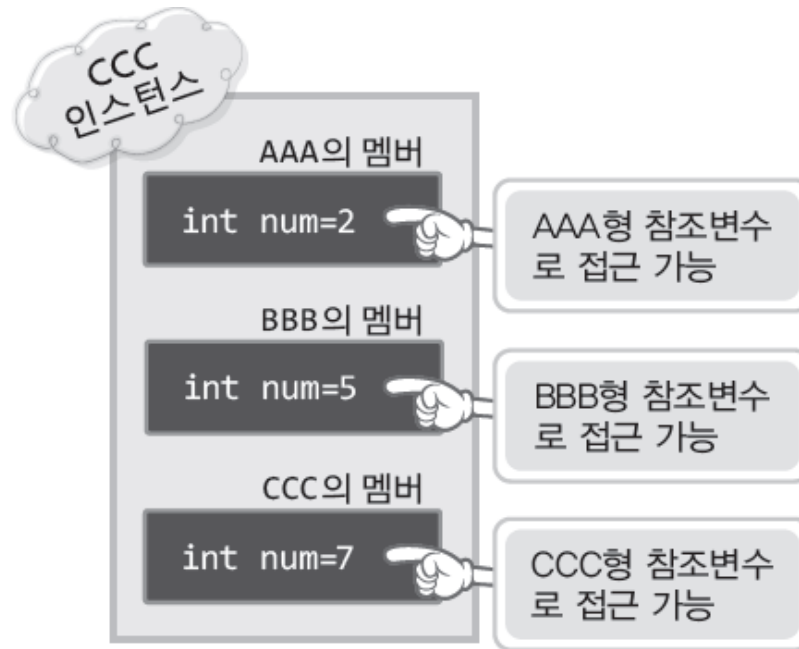 CCC
인스턴스
AAA의 멤버
int num=2
AAA형 참조변수
로 접근 가능
BBB의 멤버
int num=5
BBB형 참조변수
로 접근 가능
CCC의 멤버
int num=7
CCC형 참조변수
로 접근 가능